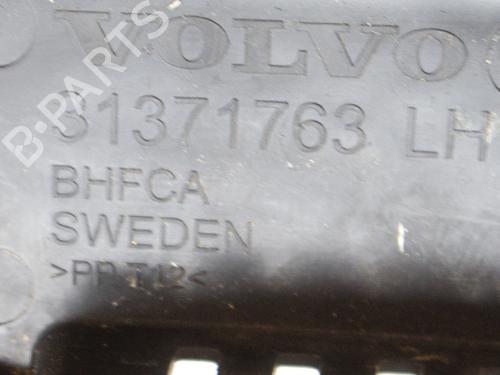 VOLVO
B-PARTS
31371763 LH
BHFCA
SWEDEN
>PP T12<